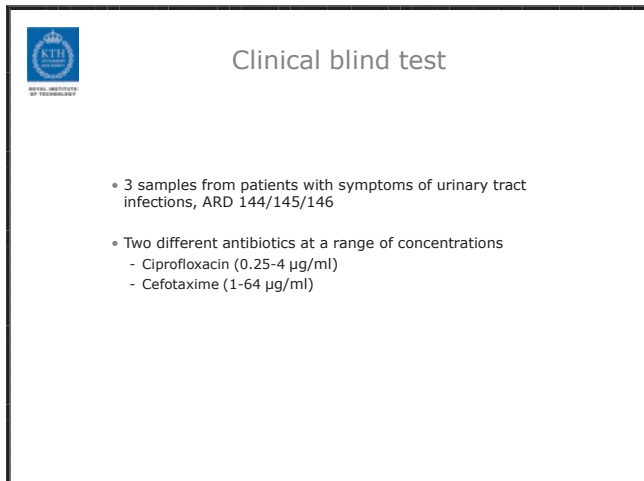 Clinical blind test
KTH
ROYAL INSTITUTE
OF TECHNOLOGY
• 3 samples from patients with symptoms of urinary tract
infections, ARD 144/145/146
• Two different antibiotics at a range of concentrations
- Ciprofloxacin (0.25-4 µg/ml)
- Cefotaxime (1-64 µg/ml)